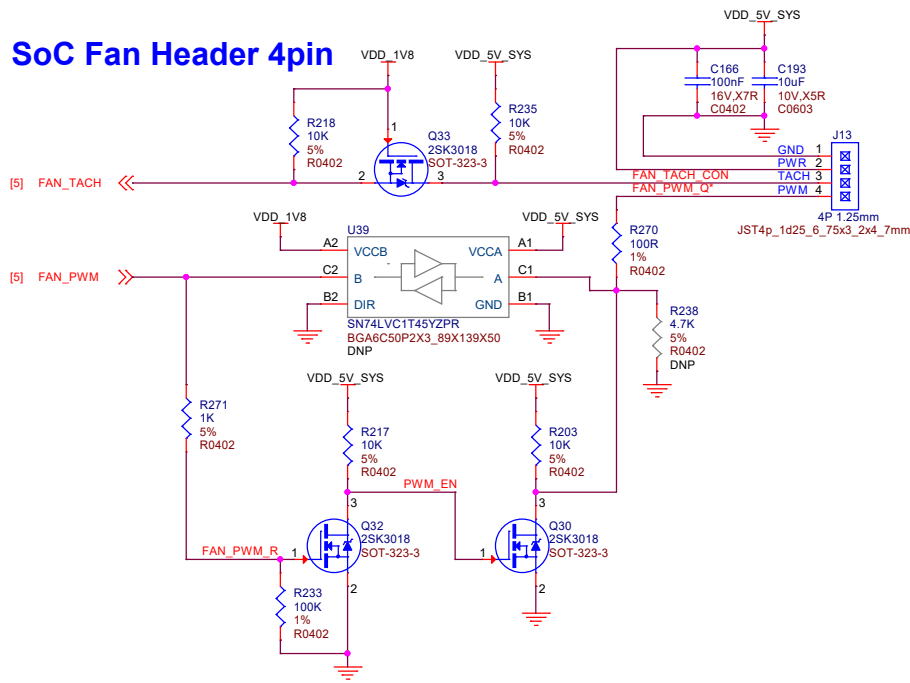 SoC Fan Header 4pin
VDD_1V8
VDD_5V_SYS
VDD_5V_SYS
R218
10K
5%
R0402
1
Q33
2SK3018
SOT-323-3
2
3
R235
10K
5%
R0402
C166
100nF
16V,X7R
C0402
C193
10uF
10V,X5R
C0603
J13
GND 1
PWR 2
TACH 3
PWM 4
4P 1.25mm
JST4p_1d25_6_75x3_2x4_7mm
[5] FAN_TACH
FAN_TACH_CON
FAN_PWM_Q*
VDD_1V8
VDD_5V_SYS
U39
A2 VCCB VCCA A1
C2 B A C1
B2 DIR GND B1
SN74LVC1T45YZPR
BGA6C50P2X3_89X139X50
DNP
[5] FAN_PWM
R270
100R
1%
R0402
R238
4.7K
5%
R0402
DNP
VDD_5V_SYS
VDD_5V_SYS
R271
1K
5%
R0402
R217
10K
5%
R0402
R203
10K
5%
R0402
PWM_EN
3
Q32
2SK3018
SOT-323-3
1
2
3
Q30
2SK3018
SOT-323-3
1
2
FAN_PWM_R
R233
100K
1%
R0402